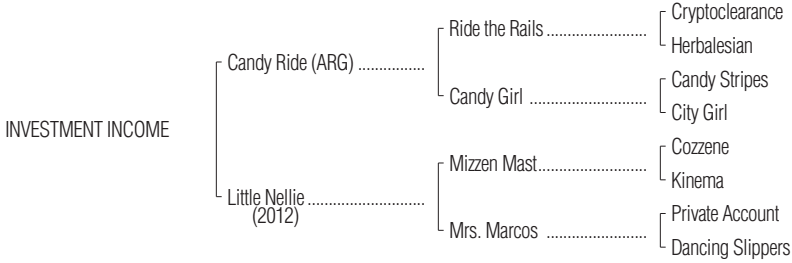 Cryptoclearance
Ride the Rails ........................
Herbalesian
Candy Ride (ARG) ................
Candy Stripes
Candy Girl ............................
City Girl
INVESTMENT INCOME
Cozzene
Mizzen Mast..........................
Kinema
Little Nellie ............................
(2012)
Private Account
Mrs. Marcos ........................
Dancing Slippers